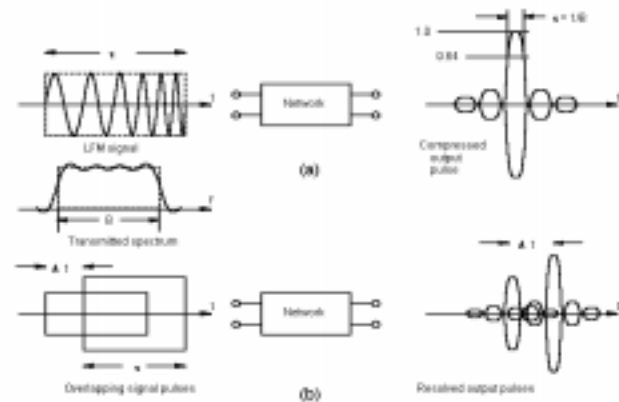 1.0
0.64
t
LFM signal
Network
Compressed
output
pulse
(a)
B
f
Transmitted spectrum
Δ t
t
Network
Δ t
Overlapping signal pulses
(b)
Resolved output pulses